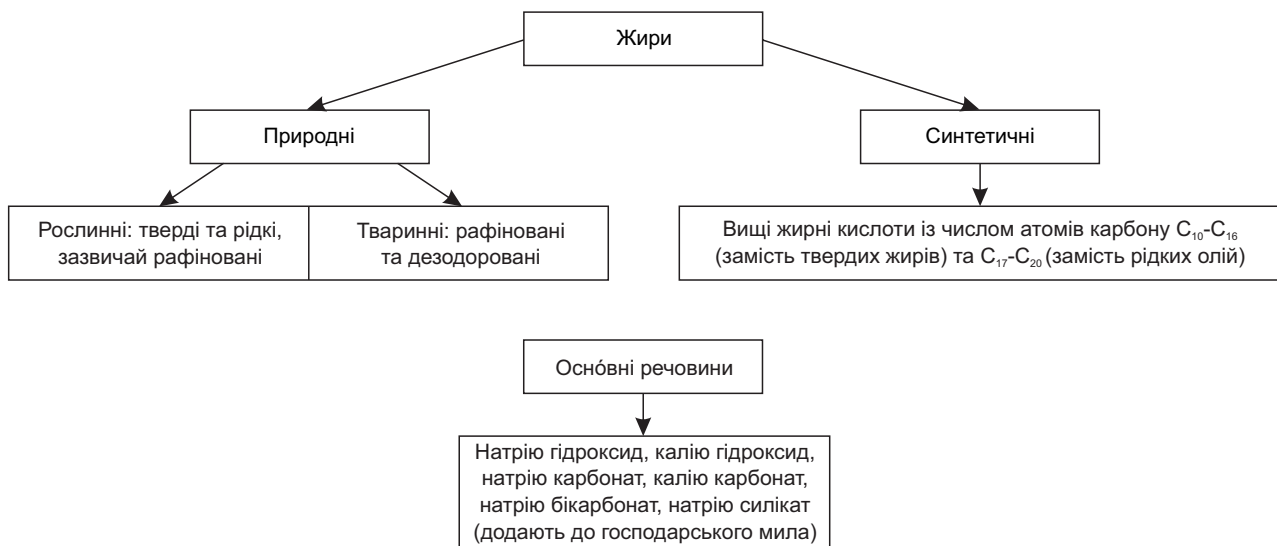 Жири
Природні
Синтетичні
Рослинні: тверді та рідкі,
зазвичай рафіновані
Тваринні: рафіновані
та дезодоровані
Вищі жирні кислоти із числом атомів карбону C₁₀-C₁₆
(замість твердих жирів) та C₁₇-C₂₀ (замість рідких олій)
Оснóвні речовини
Натрію гідроксид, калію гідроксид,
натрію карбонат, калію карбонат,
натрію бікарбонат, натрію силікат
(додають до господарського мила)